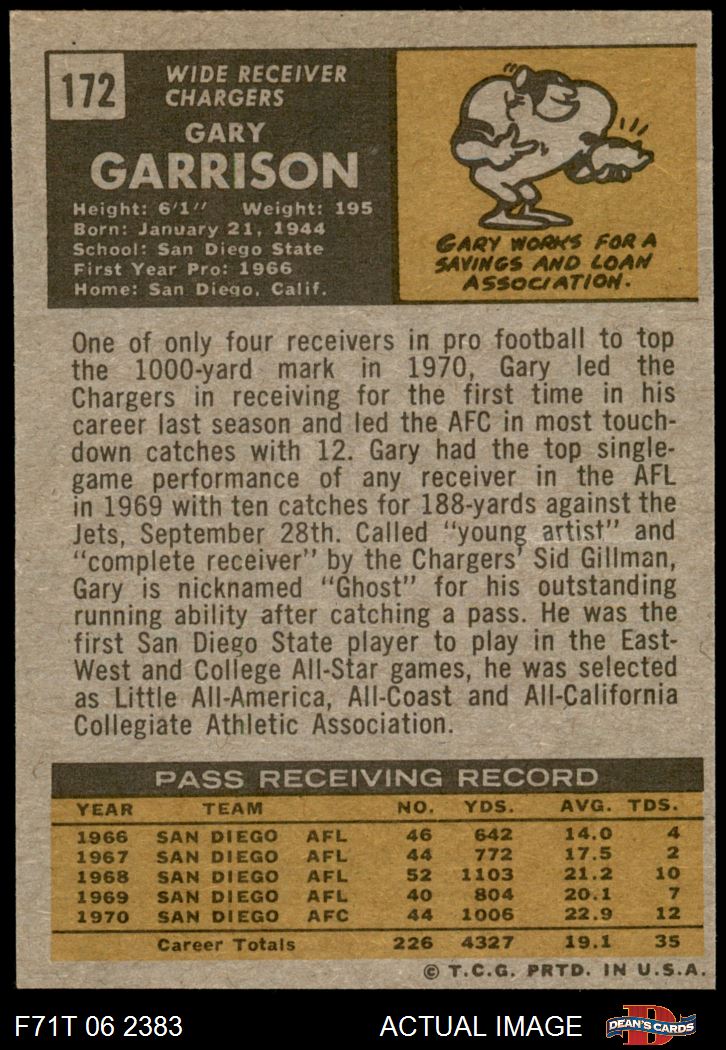 172
WIDE RECEIVER
CHARGERS
GARY
GARRISON
Height: 6'1" Weight: 195
Born: January 21, 1944
School: San Diego State
First Year Pro: 1966
Home: San Diego, Calif.
GARY WORKS FOR A
SAVINGS AND LOAN
ASSOCIATION.
One of only four receivers in pro football to top
the 1000-yard mark in 1970, Gary led the
Chargers in receiving for the first time in his
career last season and led the AFC in most touch-
down catches with 12. Gary had the top single-
game performance of any receiver in the AFL
in 1969 with ten catches for 188-yards against the
Jets, September 28th. Called "young artist" and
"complete receiver" by the Chargers' Sid Gillman,
Gary is nicknamed "Ghost" for his outstanding
running ability after catching a pass. He was the
first San Diego State player to play in the East-
West and College All-Star games, he was selected
as Little All-America, All-Coast and All-California
Collegiate Athletic Association.
PASS RECEIVING RECORD
YEAR TEAM NO. YDS. AVG. TDS.
1966 SAN DIEGO AFL 46 642 14.0 4
1967 SAN DIEGO AFL 44 772 17.5 2
1968 SAN DIEGO AFL 52 1103 21.2 10
1969 SAN DIEGO AFL 40 804 20.1 7
1970 SAN DIEGO AFC 44 1006 22.9 12
Career Totals 226 4327 19.1 35
© T.C.G. PRTD. IN U.S.A.
F71T 06 2383 ACTUAL IMAGE D DEAN'S CARDS